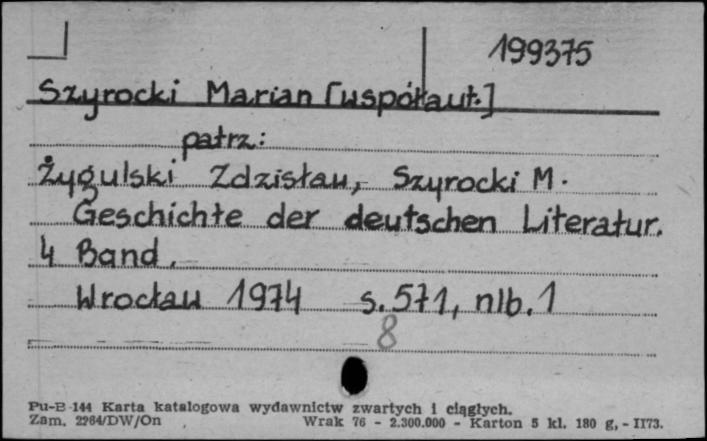 199375
Szyrocki Marian [współaut.]
patrz:
Żygulski Zdzisław, Szyrocki M.
Geschichte der deutschen Literatur.
4 Band.
Wrocław 1974 s. 571, nlb. 1
8
Pu-B 144 Karta katalogowa wydawnictw zwartych i ciągłych.
Zam. 2264/DW/On Wrak 76 - 2.300.000 - Karton 5 kl. 180 g, - II73.